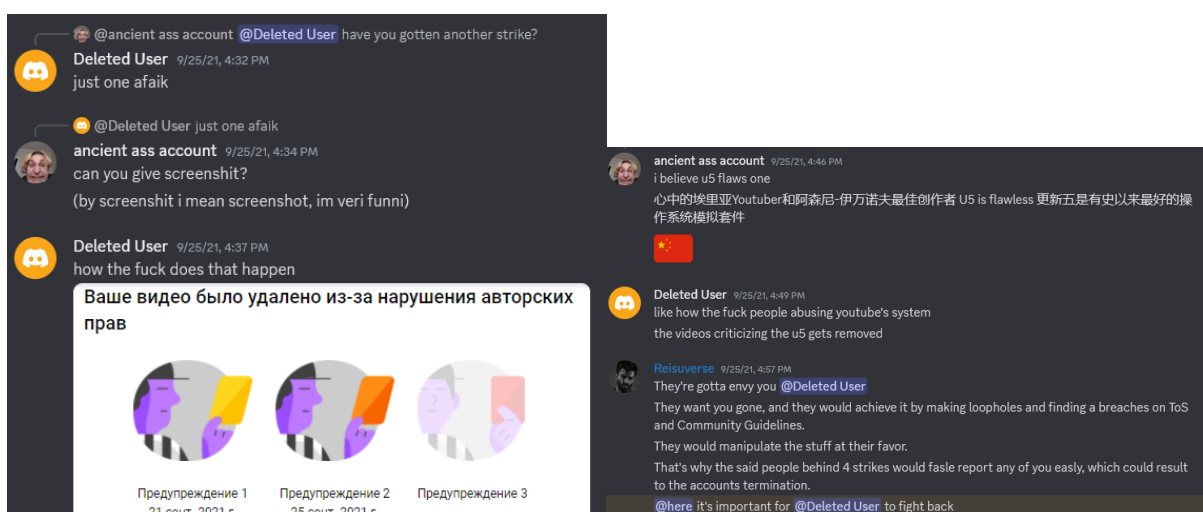 @ancient ass account @Deleted User have you gotten another strike?
Deleted User 9/25/21, 4:32 PM
just one afaik
@Deleted User just one afaik
ancient ass account 9/25/21, 4:34 PM
can you give screenshit?
(by screenshit i mean screenshot, im veri funni)
Deleted User 9/25/21, 4:37 PM
how the fuck does that happen
Ваше видео было удалено из-за нарушения авторских
прав
Предупреждение 1 Предупреждение 2 Предупреждение 3
21 сент. 2021 г. 25 сент. 2021 г.
ancient ass account 9/25/21, 4:46 PM
i believe u5 flaws one
心中的埃里亚Youtuber和阿森尼-伊万诺夫最佳创作者 U5 is flawless 更新五是有史以来最好的操
作系统模拟套件
Deleted User 9/25/21, 4:49 PM
like how the fuck people abusing youtube's system
the videos criticizing the u5 gets removed
Reisuverse 9/25/21, 4:57 PM
They're gotta envy you @Deleted User
They want you gone, and they would achieve it by making loopholes and finding a breaches on ToS
and Community Guidelines.
They would manipulate the stuff at their favor.
That's why the said people behind 4 strikes would fasle report any of you easly, which could result
to the accounts termination.
@here it's important for @Deleted User to fight back